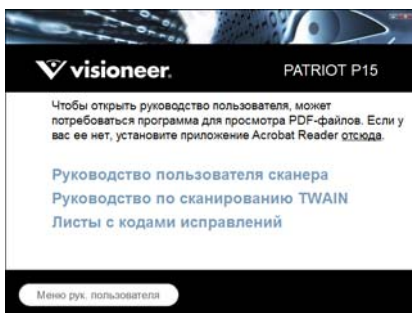 visioneer.
PATRIOT P15
Чтобы открыть руководство пользователя, может
потребоваться программа для просмотра PDF-файлов. Если у
вас ее нет, установите приложение Acrobat Reader отсюда.
Руководство пользователя сканера
Руководство по сканированию TWAIN
Листы с кодами исправлений
Меню рук. пользователя